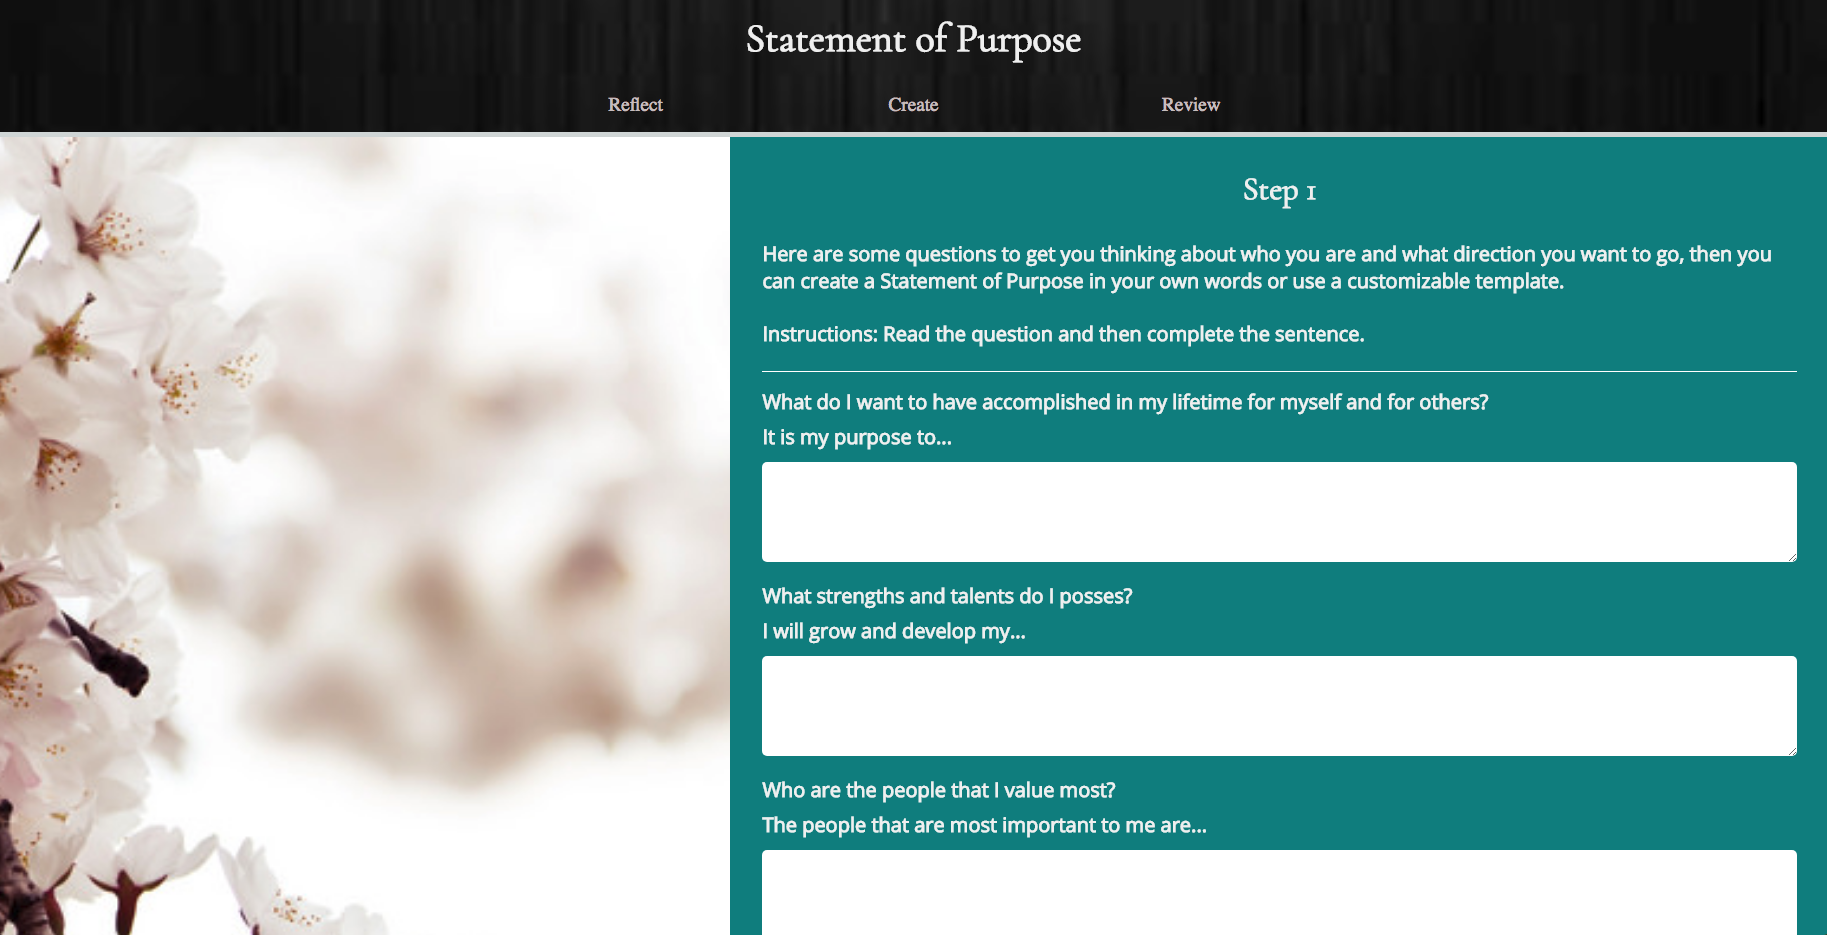 Statement of Purpose
Reflect
Create
Review
Step 1
Here are some questions to get you thinking about who you are and what direction you want to go, then you
can create a Statement of Purpose in your own words or use a customizable template.
Instructions: Read the question and then complete the sentence.
What do I want to have accomplished in my lifetime for myself and for others?
It is my purpose to...
What strengths and talents do I posses?
I will grow and develop my...
Who are the people that I value most?
The people that are most important to me are...